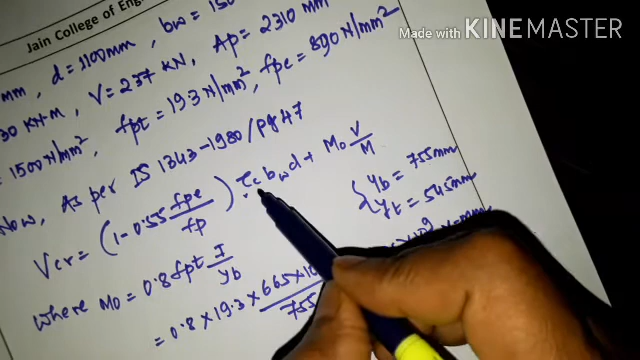 Jain College of Eng
Made with KINEMASTER
mm, d = 1100mm, bw = 150
30 KN-M, V = 237 KN, Ap = 2310 mm
= 1500 N/mm², fpt = 19.3 N/mm², fpe = 890 N/mm²
Now, As per IS 1343-1980/pg 47
Vcr = (1-0.55 fpe/fp) τc bw d + Mo V/M
{ yb = 755mm
{ yt = 545mm
where Mo = 0.8 fpt I/yb
= 0.8 × 19.3 × 665×10 / 755